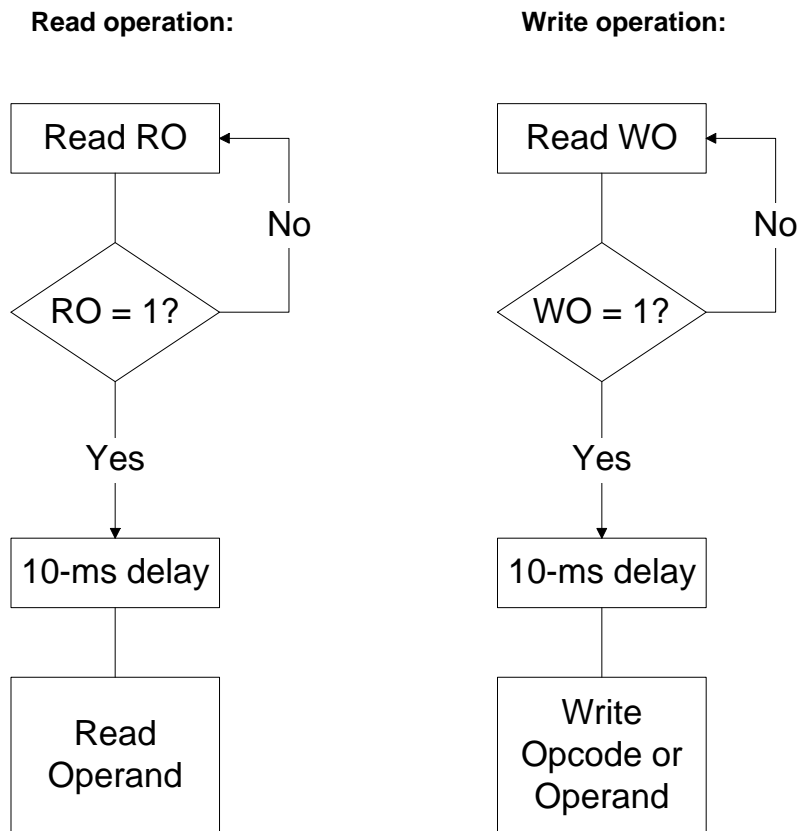 Read operation:
Read RO
No
RO = 1?
Yes
10-ms delay
Read
Operand
Write operation:
Read WO
No
WO = 1?
Yes
10-ms delay
Write
Opcode or
Operand